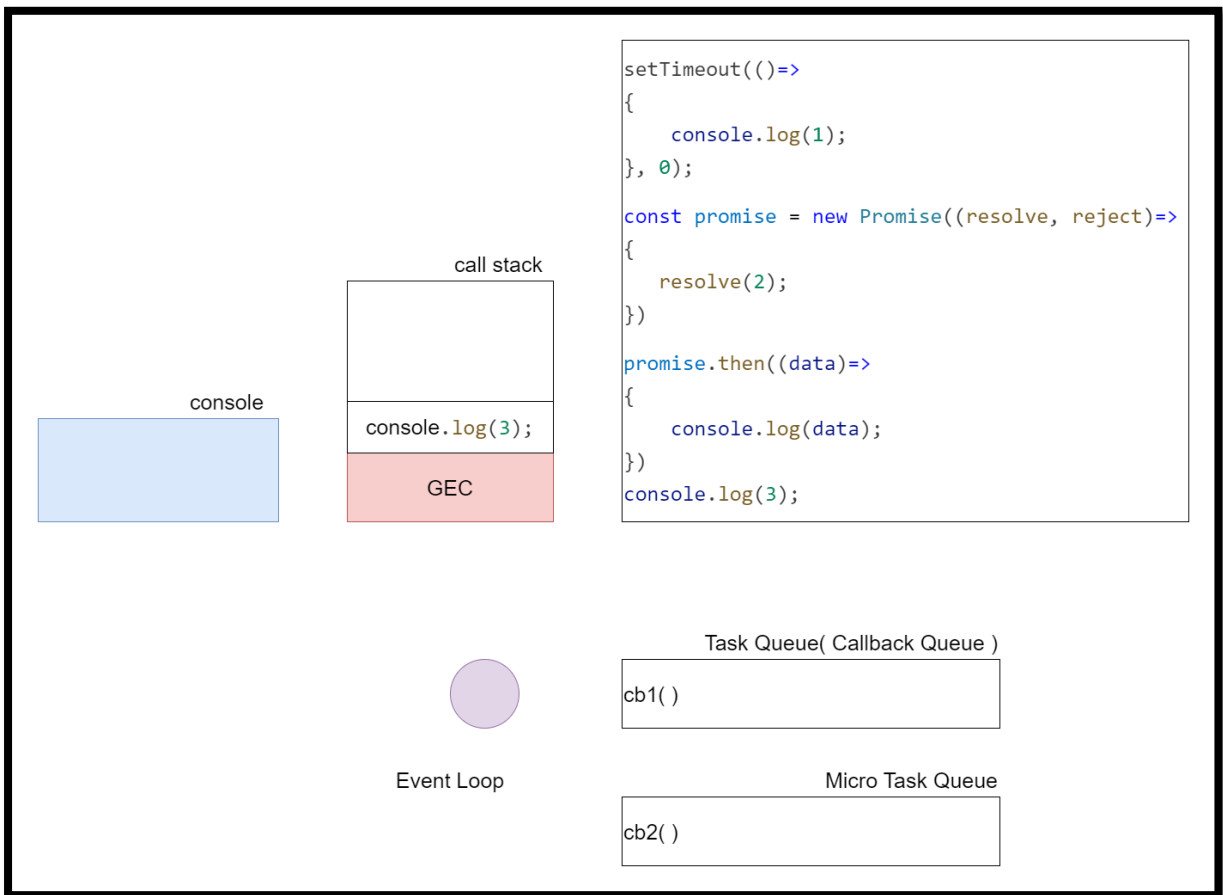 setTimeout(()=>
{
console.log(1);
}, 0);
const promise = new Promise((resolve, reject)=>
{
resolve(2);
})
promise.then((data)=>
{
console.log(data);
})
console.log(3);
call stack
console.log(3);
GEC
console
Task Queue( Callback Queue )
cb1( )
Event Loop
Micro Task Queue
cb2( )